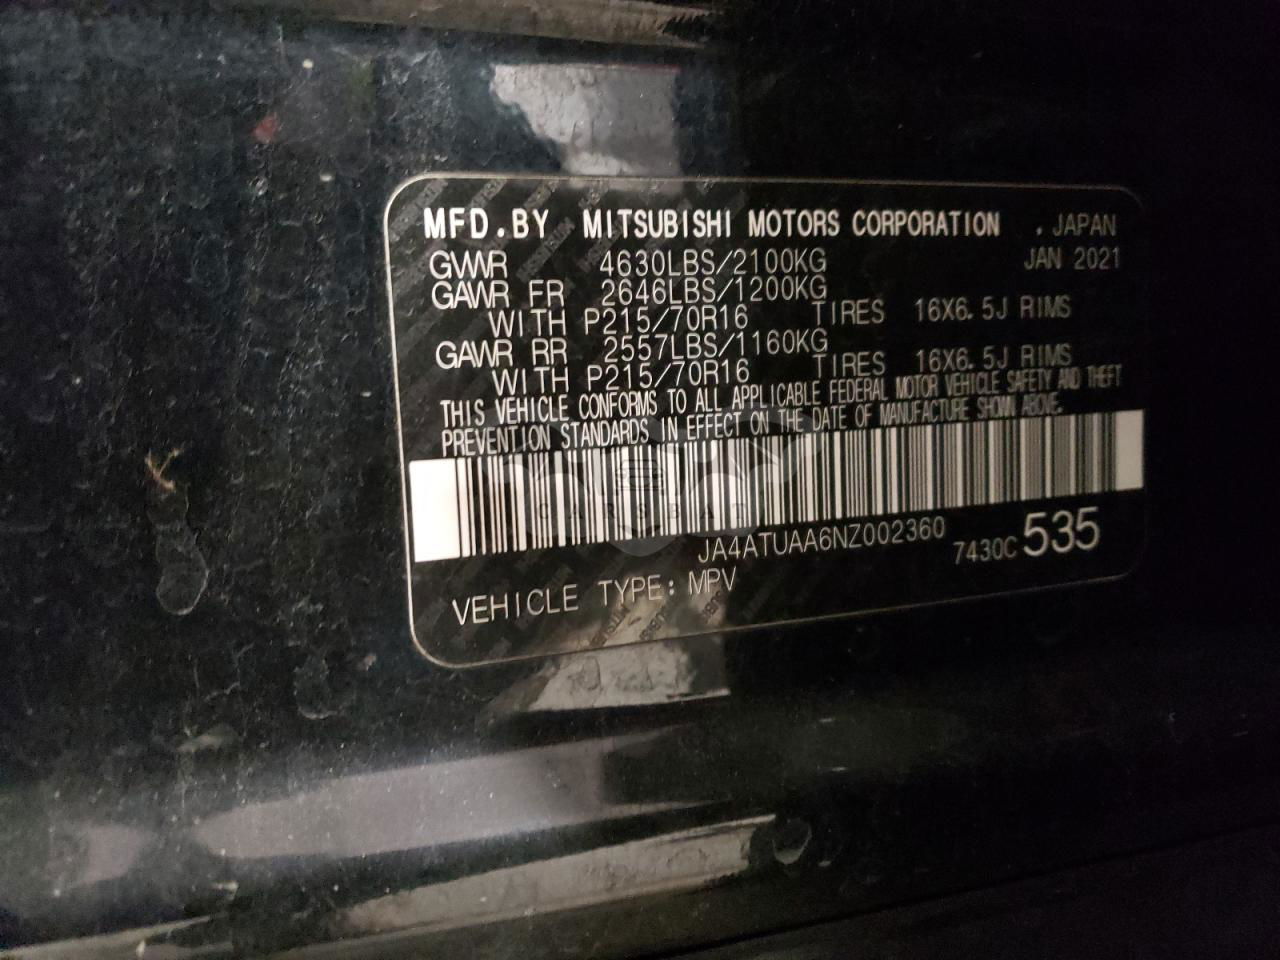 MFD.BY MITSUBISHI MOTORS CORPORATION .JAPAN
GVWR 4630LBS/2100KG JAN 2021
GAWR FR 2646LBS/1200KG
WITH P215/70R16 TIRES 16X6.5J RIMS
GAWR RR 2557LBS/1160KG
WITH P215/70R16 TIRES 16X6.5J RIMS
THIS VEHICLE CONFORMS TO ALL APPLICABLE FEDERAL MOTOR VEHICLE SAFETY AND THEFT
PREVENTION STANDARDS IN EFFECT ON THE DATE OF MANUFACTURE SHOWN ABOVE.
JA4ATUAA6NZ002360 7430C 535
VEHICLE TYPE: MPV